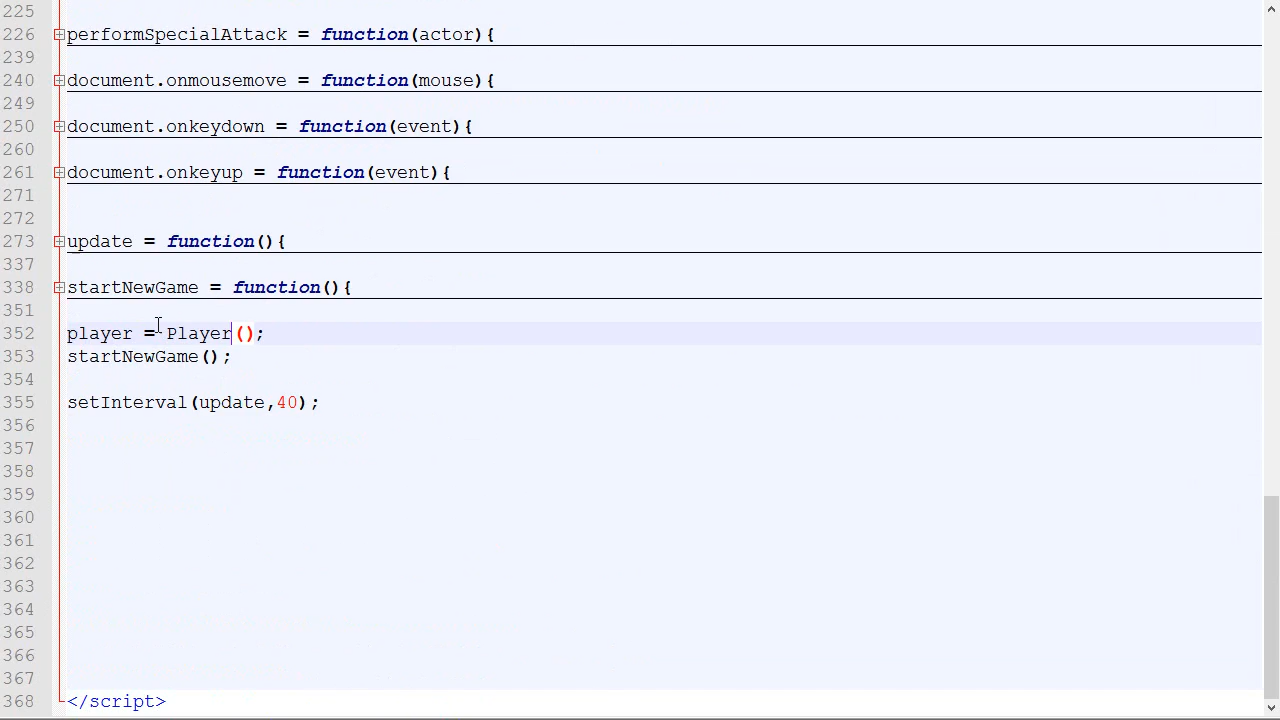 225
226 performSpecialAttack = function(actor){
239
240 document.onmousemove = function(mouse){
249
250 document.onkeydown = function(event){
260
261 document.onkeyup = function(event){
271
272
273 update = function(){
337
338 startNewGame = function(){
351
352 player = Player();
353 startNewGame();
354
355 setInterval(update,40);
356
357
358
359
360
361
362
363
364
365
366
367
368 </script>